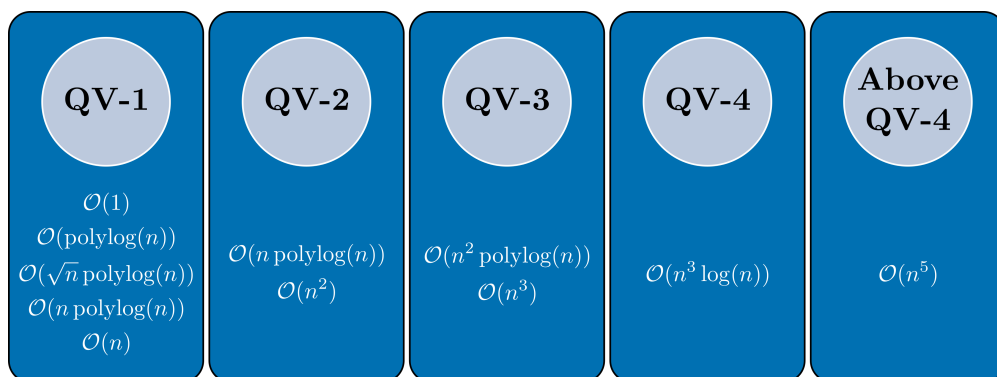 QV-1
𝒪(1)
𝒪(polylog(n))
𝒪(√n polylog(n))
𝒪(n polylog(n))
𝒪(n)
QV-2
𝒪(n polylog(n))
𝒪(n²)
QV-3
𝒪(n² polylog(n))
𝒪(n³)
QV-4
𝒪(n³ log(n))
Above
QV-4
𝒪(n⁵)